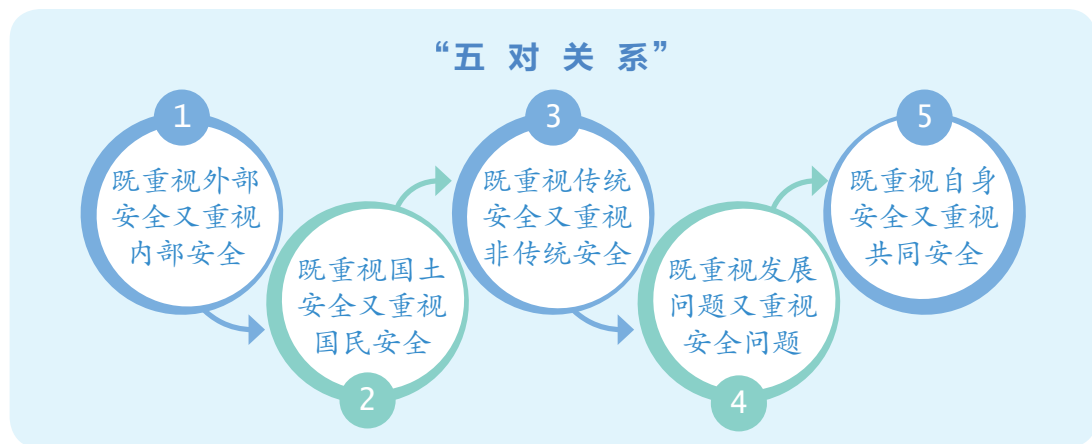 “五对关系”
1
既重视外部
安全又重视
内部安全
2
既重视国土
安全又重视
国民安全
3
既重视传统
安全又重视
非传统安全
4
既重视发展
问题又重视
安全问题
5
既重视自身
安全又重视
共同安全